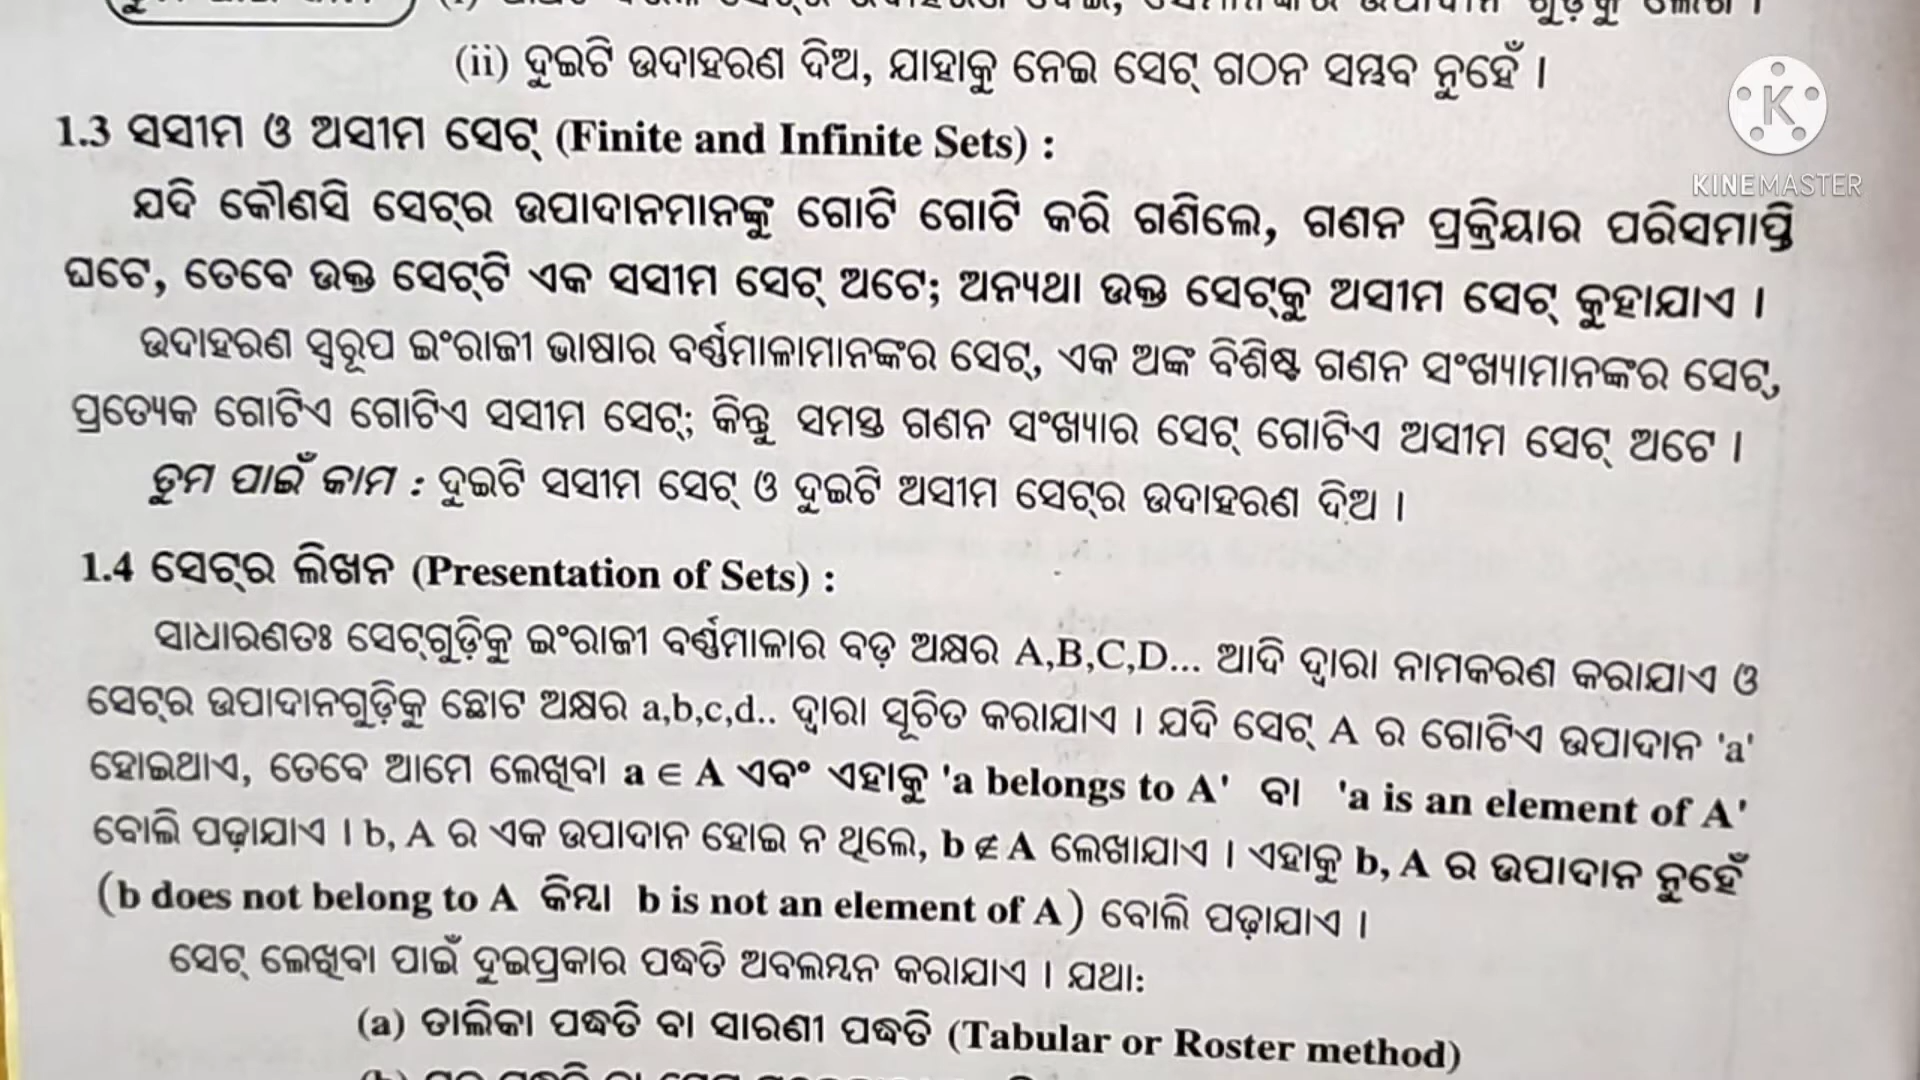 (ii) ଦୁଇଟି ଉଦାହରଣ ଦିଅ, ଯାହାକୁ ନେଇ ସେଟ୍ ଗଠନ ସମ୍ଭବ ନୁହେଁ ।
KINEMASTER
1.3 ସସୀମ ଓ ଅସୀମ ସେଟ୍ (Finite and Infinite Sets) :
ଯଦି କୌଣସି ସେଟ୍‌ର ଉପାଦାନମାନଙ୍କୁ ଗୋଟି ଗୋଟି କରି ଗଣିଲେ, ଗଣନ ପ୍ରକ୍ରିୟାର ପରିସମାପ୍ତି
ଘଟେ, ତେବେ ଉକ୍ତ ସେଟ୍‌ଟି ଏକ ସସୀମ ସେଟ୍ ଅଟେ; ଅନ୍ୟଥା ଉକ୍ତ ସେଟ୍‌କୁ ଅସୀମ ସେଟ୍ କୁହାଯାଏ ।
ଉଦାହରଣ ସ୍ୱରୂପ ଇଂରାଜୀ ଭାଷାର ବର୍ଣ୍ଣମାଳାମାନଙ୍କର ସେଟ୍, ଏକ ଅଙ୍କ ବିଶିଷ୍ଟ ଗଣନ ସଂଖ୍ୟାମାନଙ୍କର ସେଟ୍,
ପ୍ରତ୍ୟେକ ଗୋଟିଏ ଗୋଟିଏ ସସୀମ ସେଟ୍; କିନ୍ତୁ ସମସ୍ତ ଗଣନ ସଂଖ୍ୟାର ସେଟ୍ ଗୋଟିଏ ଅସୀମ ସେଟ୍ ଅଟେ ।
ତୁମ ପାଇଁ କାମ : ଦୁଇଟି ସସୀମ ସେଟ୍ ଓ ଦୁଇଟି ଅସୀମ ସେଟ୍‌ର ଉଦାହରଣ ଦିଅ ।
1.4 ସେଟ୍‌ର ଲିଖନ (Presentation of Sets) :
ସାଧାରଣତଃ ସେଟ୍‌ଗୁଡ଼ିକୁ ଇଂରାଜୀ ବର୍ଣ୍ଣମାଳାର ବଡ଼ ଅକ୍ଷର A,B,C,D... ଆଦି ଦ୍ୱାରା ନାମକରଣ କରାଯାଏ ଓ
ସେଟ୍‌ର ଉପାଦାନଗୁଡ଼ିକୁ ଛୋଟ ଅକ୍ଷର a,b,c,d.. ଦ୍ୱାରା ସୂଚିତ କରାଯାଏ । ଯଦି ସେଟ୍ A ର ଗୋଟିଏ ଉପାଦାନ 'a'
ହୋଇଥାଏ, ତେବେ ଆମେ ଲେଖିବା a ∈ A ଏବଂ ଏହାକୁ 'a belongs to A' ବା 'a is an element of A'
ବୋଲି ପଢ଼ାଯାଏ । b, A ର ଏକ ଉପାଦାନ ହୋଇ ନ ଥିଲେ, b ∉ A ଲେଖାଯାଏ । ଏହାକୁ b, A ର ଉପାଦାନ ନୁହେଁ
(b does not belong to A କିମ୍ବା b is not an element of A) ବୋଲି ପଢ଼ାଯାଏ ।
ସେଟ୍ ଲେଖିବା ପାଇଁ ଦୁଇପ୍ରକାର ପଦ୍ଧତି ଅବଲମ୍ବନ କରାଯାଏ । ଯଥା:
(a) ତାଲିକା ପଦ୍ଧତି ବା ସାରଣୀ ପଦ୍ଧତି (Tabular or Roster method)